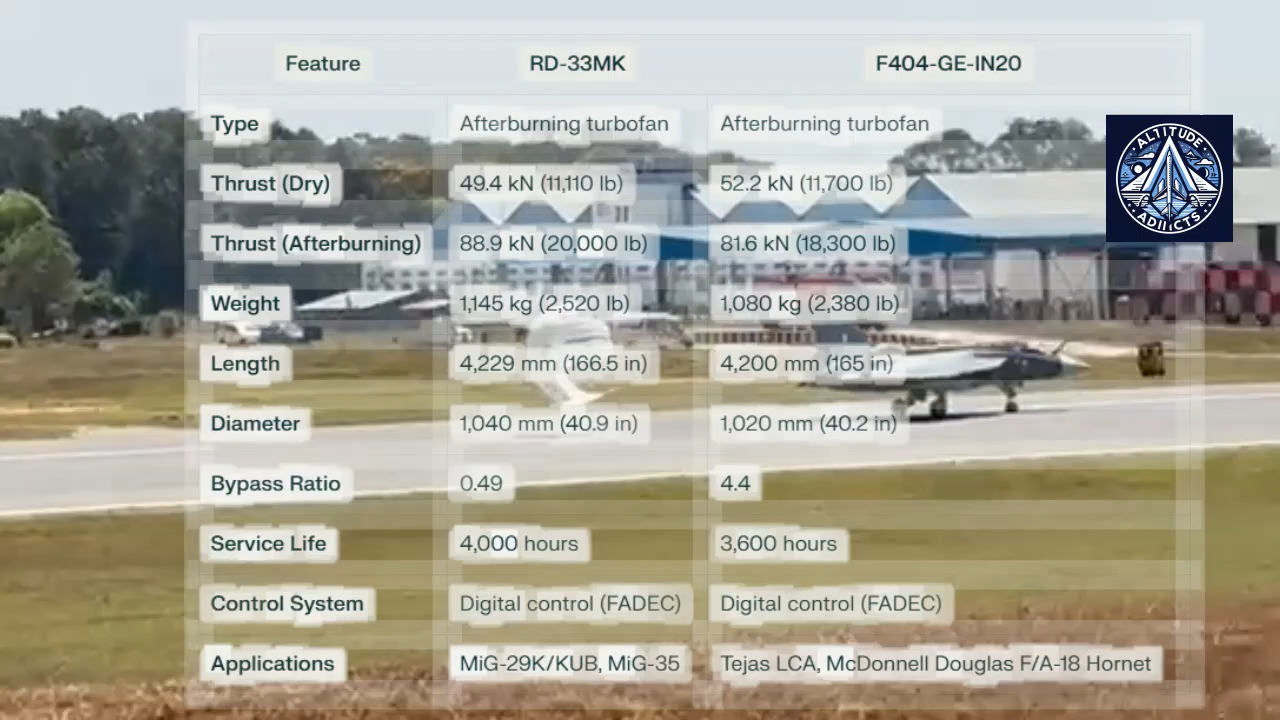 Feature RD-33MK F404-GE-IN20
Type Afterburning turbofan Afterburning turbofan
Thrust (Dry) 49.4 kN (11,110 lb) 52.2 kN (11,700 lb)
Thrust (Afterburning) 88.9 kN (20,000 lb) 81.6 kN (18,300 lb)
Weight 1,145 kg (2,520 lb) 1,080 kg (2,380 lb)
Length 4,229 mm (166.5 in) 4,200 mm (165 in)
Diameter 1,040 mm (40.9 in) 1,020 mm (40.2 in)
Bypass Ratio 0.49 4.4
Service Life 4,000 hours 3,600 hours
Control System Digital control (FADEC) Digital control (FADEC)
Applications MiG-29K/KUB, MiG-35 Tejas LCA, McDonnell Douglas F/A-18 Hornet
ALTITUDE
ADIICTS